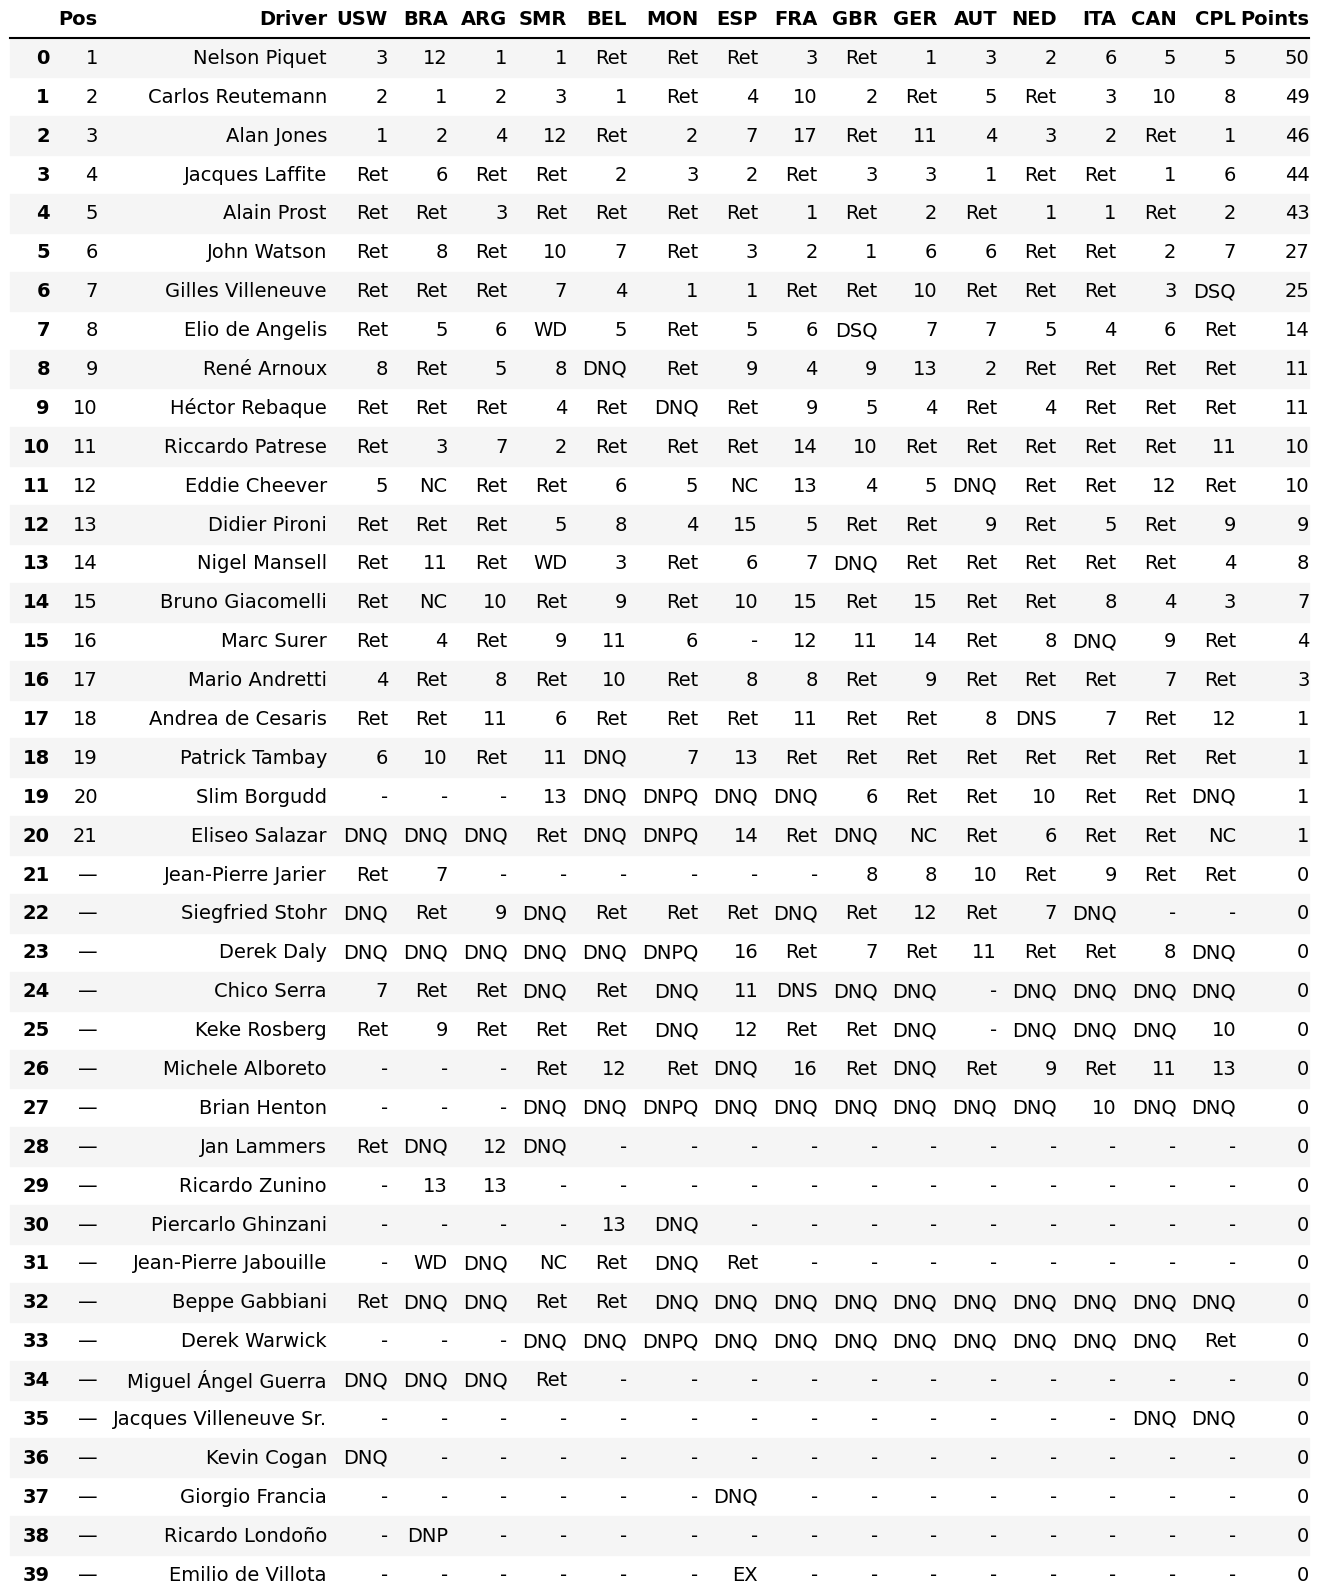 Pos Driver USW BRA ARG SMR BEL MON ESP FRA GBR GER AUT NED ITA CAN CPL Points
0 1 Nelson Piquet 3 12 1 1 Ret Ret Ret 3 Ret 1 3 2 6 5 5 50
1 2 Carlos Reutemann 2 1 2 3 1 Ret 4 10 2 Ret 5 Ret 3 10 8 49
2 3 Alan Jones 1 2 4 12 Ret 2 7 17 Ret 11 4 3 2 Ret 1 46
3 4 Jacques Laffite Ret 6 Ret Ret 2 3 2 Ret 3 3 1 Ret Ret 1 6 44
4 5 Alain Prost Ret Ret 3 Ret Ret Ret Ret 1 Ret 2 Ret 1 1 Ret 2 43
5 6 John Watson Ret 8 Ret 10 7 Ret 3 2 1 6 6 Ret Ret 2 7 27
6 7 Gilles Villeneuve Ret Ret Ret 7 4 1 1 Ret Ret 10 Ret Ret Ret 3 DSQ 25
7 8 Elio de Angelis Ret 5 6 WD 5 Ret 5 6 DSQ 7 7 5 4 6 Ret 14
8 9 René Arnoux 8 Ret 5 8 DNQ Ret 9 4 9 13 2 Ret Ret Ret Ret 11
9 10 Héctor Rebaque Ret Ret Ret 4 Ret DNQ Ret 9 5 4 Ret 4 Ret Ret Ret 11
10 11 Riccardo Patrese Ret 3 7 2 Ret Ret Ret 14 10 Ret Ret Ret Ret Ret 11 10
11 12 Eddie Cheever 5 NC Ret Ret 6 5 NC 13 4 5 DNQ Ret Ret 12 Ret 10
12 13 Didier Pironi Ret Ret Ret 5 8 4 15 5 Ret Ret 9 Ret 5 Ret 9 9
13 14 Nigel Mansell Ret 11 Ret WD 3 Ret 6 7 DNQ Ret Ret Ret Ret Ret 4 8
14 15 Bruno Giacomelli Ret NC 10 Ret 9 Ret 10 15 Ret 15 Ret Ret 8 4 3 7
15 16 Marc Surer Ret 4 Ret 9 11 6 - 12 11 14 Ret 8 DNQ 9 Ret 4
16 17 Mario Andretti 4 Ret 8 Ret 10 Ret 8 8 Ret 9 Ret Ret Ret 7 Ret 3
17 18 Andrea de Cesaris Ret Ret 11 6 Ret Ret Ret 11 Ret Ret 8 DNS 7 Ret 12 1
18 19 Patrick Tambay 6 10 Ret 11 DNQ 7 13 Ret Ret Ret Ret Ret Ret Ret Ret 1
19 20 Slim Borgudd - - - 13 DNQ DNPQ DNQ DNQ 6 Ret Ret 10 Ret Ret DNQ 1
20 21 Eliseo Salazar DNQ DNQ DNQ Ret DNQ DNPQ 14 Ret DNQ NC Ret 6 Ret Ret NC 1
21 — Jean-Pierre Jarier Ret 7 - - - - - - 8 8 10 Ret 9 Ret Ret 0
22 — Siegfried Stohr DNQ Ret 9 DNQ Ret Ret Ret DNQ Ret 12 Ret 7 DNQ - - 0
23 — Derek Daly DNQ DNQ DNQ DNQ DNQ DNPQ 16 Ret 7 Ret 11 Ret Ret 8 DNQ 0
24 — Chico Serra 7 Ret Ret DNQ Ret DNQ 11 DNS DNQ DNQ - DNQ DNQ DNQ DNQ 0
25 — Keke Rosberg Ret 9 Ret Ret Ret DNQ 12 Ret Ret DNQ - DNQ DNQ DNQ 10 0
26 — Michele Alboreto - - - Ret 12 Ret DNQ 16 Ret DNQ Ret 9 Ret 11 13 0
27 — Brian Henton - - - DNQ DNQ DNPQ DNQ DNQ DNQ DNQ DNQ DNQ 10 DNQ DNQ 0
28 — Jan Lammers Ret DNQ 12 DNQ - - - - - - - - - - - 0
29 — Ricardo Zunino - 13 13 - - - - - - - - - - - - 0
30 — Piercarlo Ghinzani - - - - 13 DNQ - - - - - - - - - 0
31 — Jean-Pierre Jabouille - WD DNQ NC Ret DNQ Ret - - - - - - - - 0
32 — Beppe Gabbiani Ret DNQ DNQ Ret Ret DNQ DNQ DNQ DNQ DNQ DNQ DNQ DNQ DNQ DNQ 0
33 — Derek Warwick - - - DNQ DNQ DNPQ DNQ DNQ DNQ DNQ DNQ DNQ DNQ DNQ Ret 0
34 — Miguel Ángel Guerra DNQ DNQ DNQ Ret - - - - - - - - - - - 0
35 — Jacques Villeneuve Sr. - - - - - - - - - - - - - DNQ DNQ 0
36 — Kevin Cogan DNQ - - - - - - - - - - - - - - 0
37 — Giorgio Francia - - - - - - DNQ - - - - - - - - 0
38 — Ricardo Londoño - DNP - - - - - - - - - - - - - 0
39 — Emilio de Villota - - - - - - EX - - - - - - - - 0